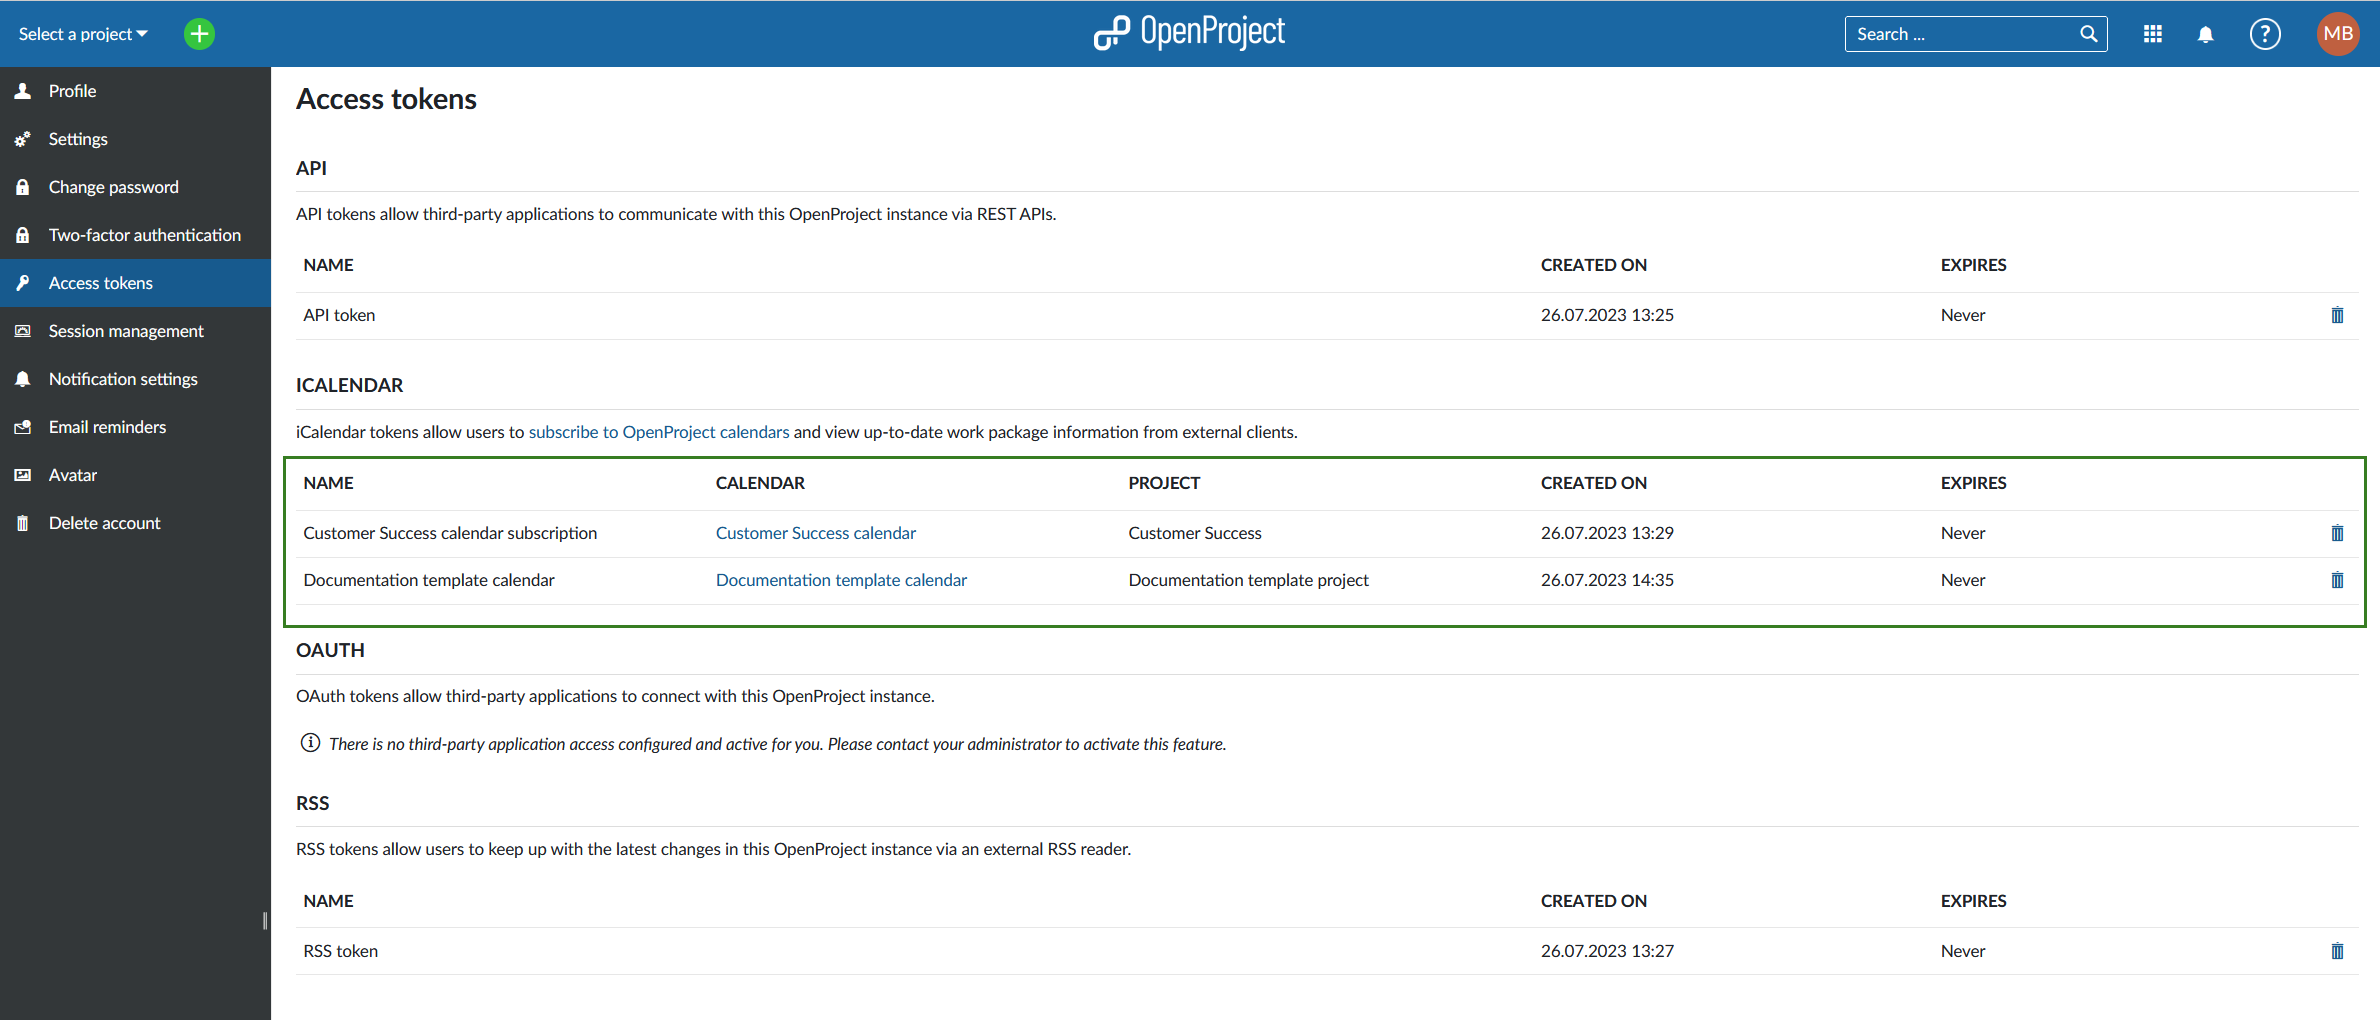 Select a project
OpenProject
Search ...
?
MB
Profile
Settings
Change password
Two-factor authentication
Access tokens
Session management
Notification settings
Email reminders
Avatar
Delete account
Access tokens
API
API tokens allow third-party applications to communicate with this OpenProject instance via REST APIs.
NAME CREATED ON EXPIRES
API token 26.07.2023 13:25 Never
ICALENDAR
iCalendar tokens allow users to subscribe to OpenProject calendars and view up-to-date work package information from external clients.
NAME CALENDAR PROJECT CREATED ON EXPIRES
Customer Success calendar subscription Customer Success calendar Customer Success 26.07.2023 13:29 Never
Documentation template calendar Documentation template calendar Documentation template project 26.07.2023 14:35 Never
OAUTH
OAuth tokens allow third-party applications to connect with this OpenProject instance.
There is no third-party application access configured and active for you. Please contact your administrator to activate this feature.
RSS
RSS tokens allow users to keep up with the latest changes in this OpenProject instance via an external RSS reader.
NAME CREATED ON EXPIRES
RSS token 26.07.2023 13:27 Never